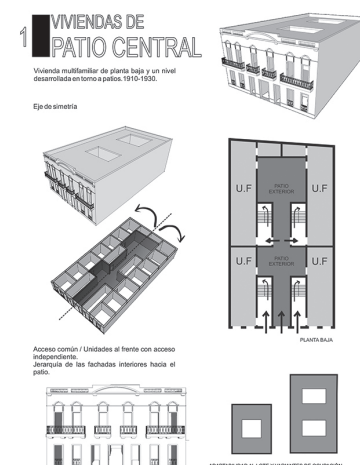 1
VIVIENDAS DE
PATIO CENTRAL
Vivienda multifamiliar de planta baja y un nivel
desarrollada en torno a patios.1910-1930.
Eje de simetría
U.F
PATIO
EXTERIOR
U.F
U.F
PATIO
EXTERIOR
U.F
PLANTA BAJA
Acceso común / Unidades al frente con acceso
independiente.
Jerarquía de las fachadas interiores hacia el
patio.